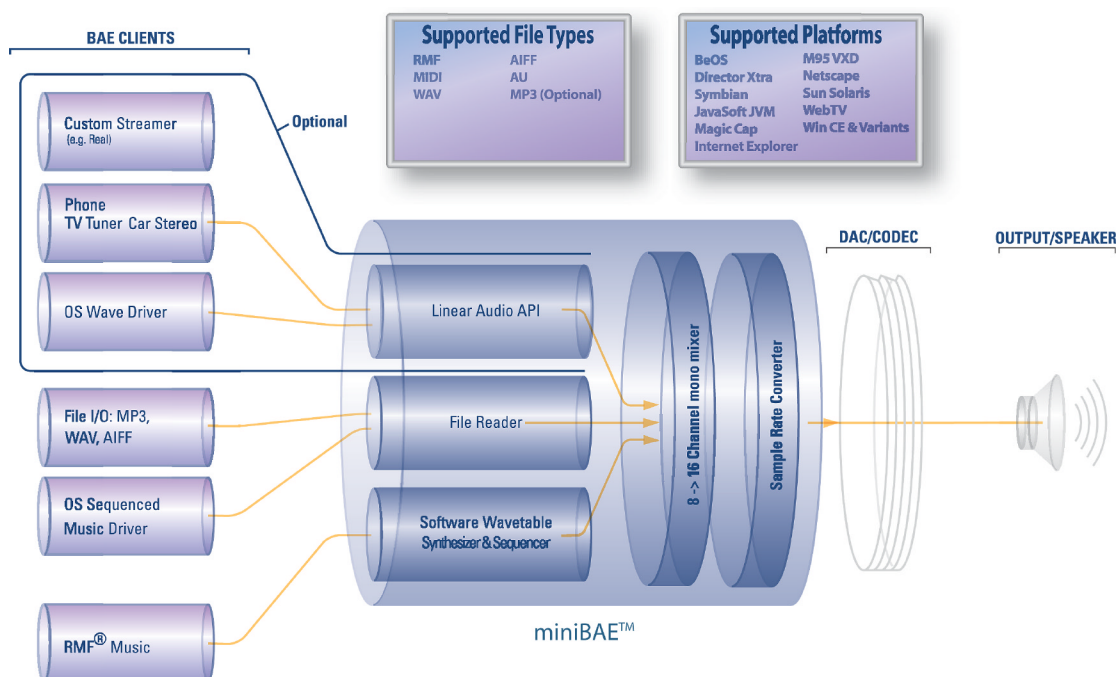 BAE CLIENTS
Optional
Custom Streamer
(e.g. Real)
Phone
TV Tuner Car Stereo
OS Wave Driver
File I/O: MP3,
WAV, AIFF
OS Sequenced
Music Driver
RMF® Music
Supported File Types
RMF
MIDI
WAV
AIFF
AU
MP3 (Optional)
Supported Platforms
BeOS
Director Xtra
Symbian
JavaSoft JVM
Magic Cap
Internet Explorer
M95 VXD
Netscape
Sun Solaris
WebTV
Win CE & Variants
Linear Audio API
File Reader
Software Wavetable
Synthesizer & Sequencer
8 -> 16 Channel mono mixer
Sample Rate Converter
miniBAE™
DAC/CODEC
OUTPUT/SPEAKER